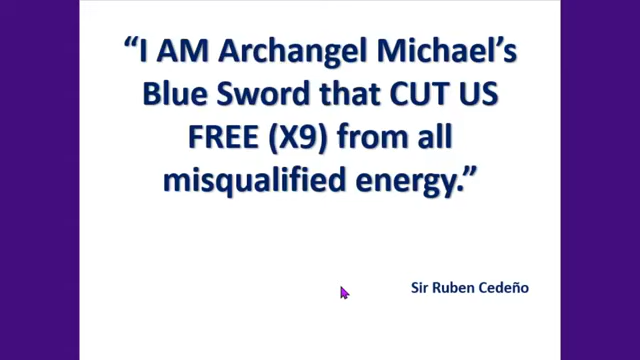 “I AM Archangel Michael’s
Blue Sword that CUT US
FREE (X9) from all
misqualified energy.”
Sir Ruben Cedeño